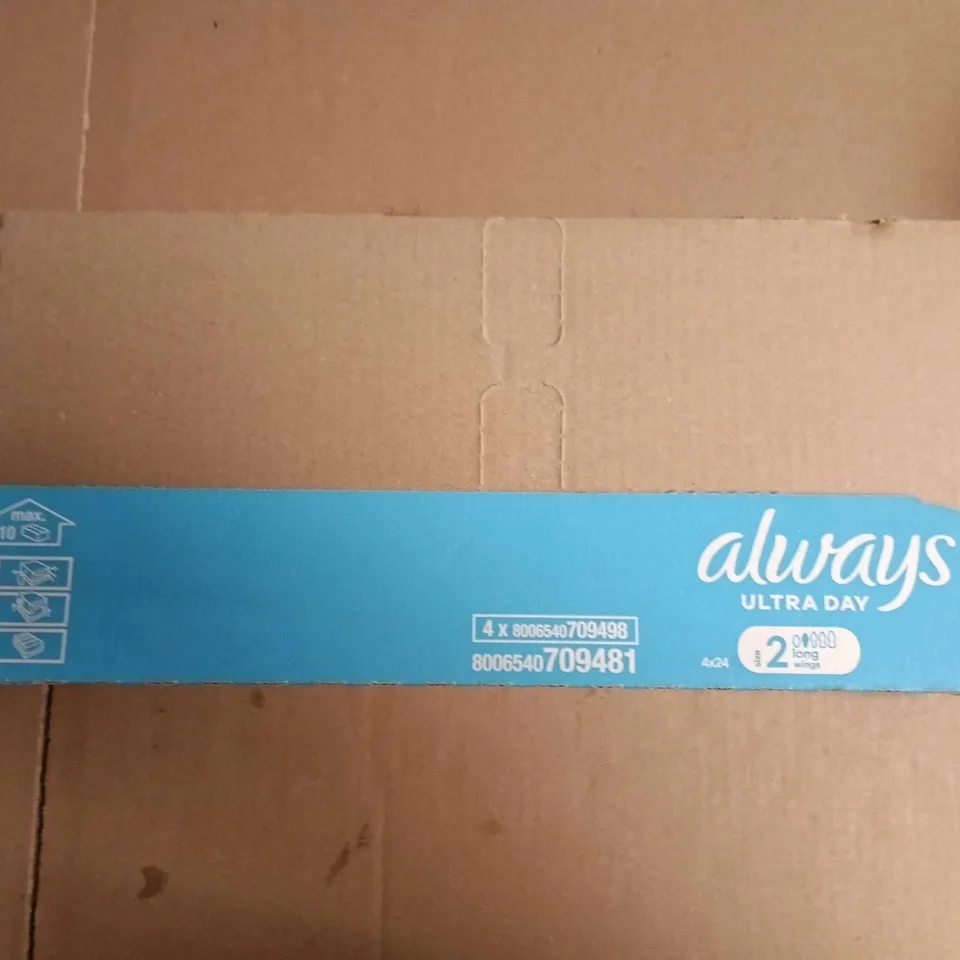 max.
10
always
ULTRA DAY
4 x 8006540709498
8006540709481
4x24
size 2 long
wings